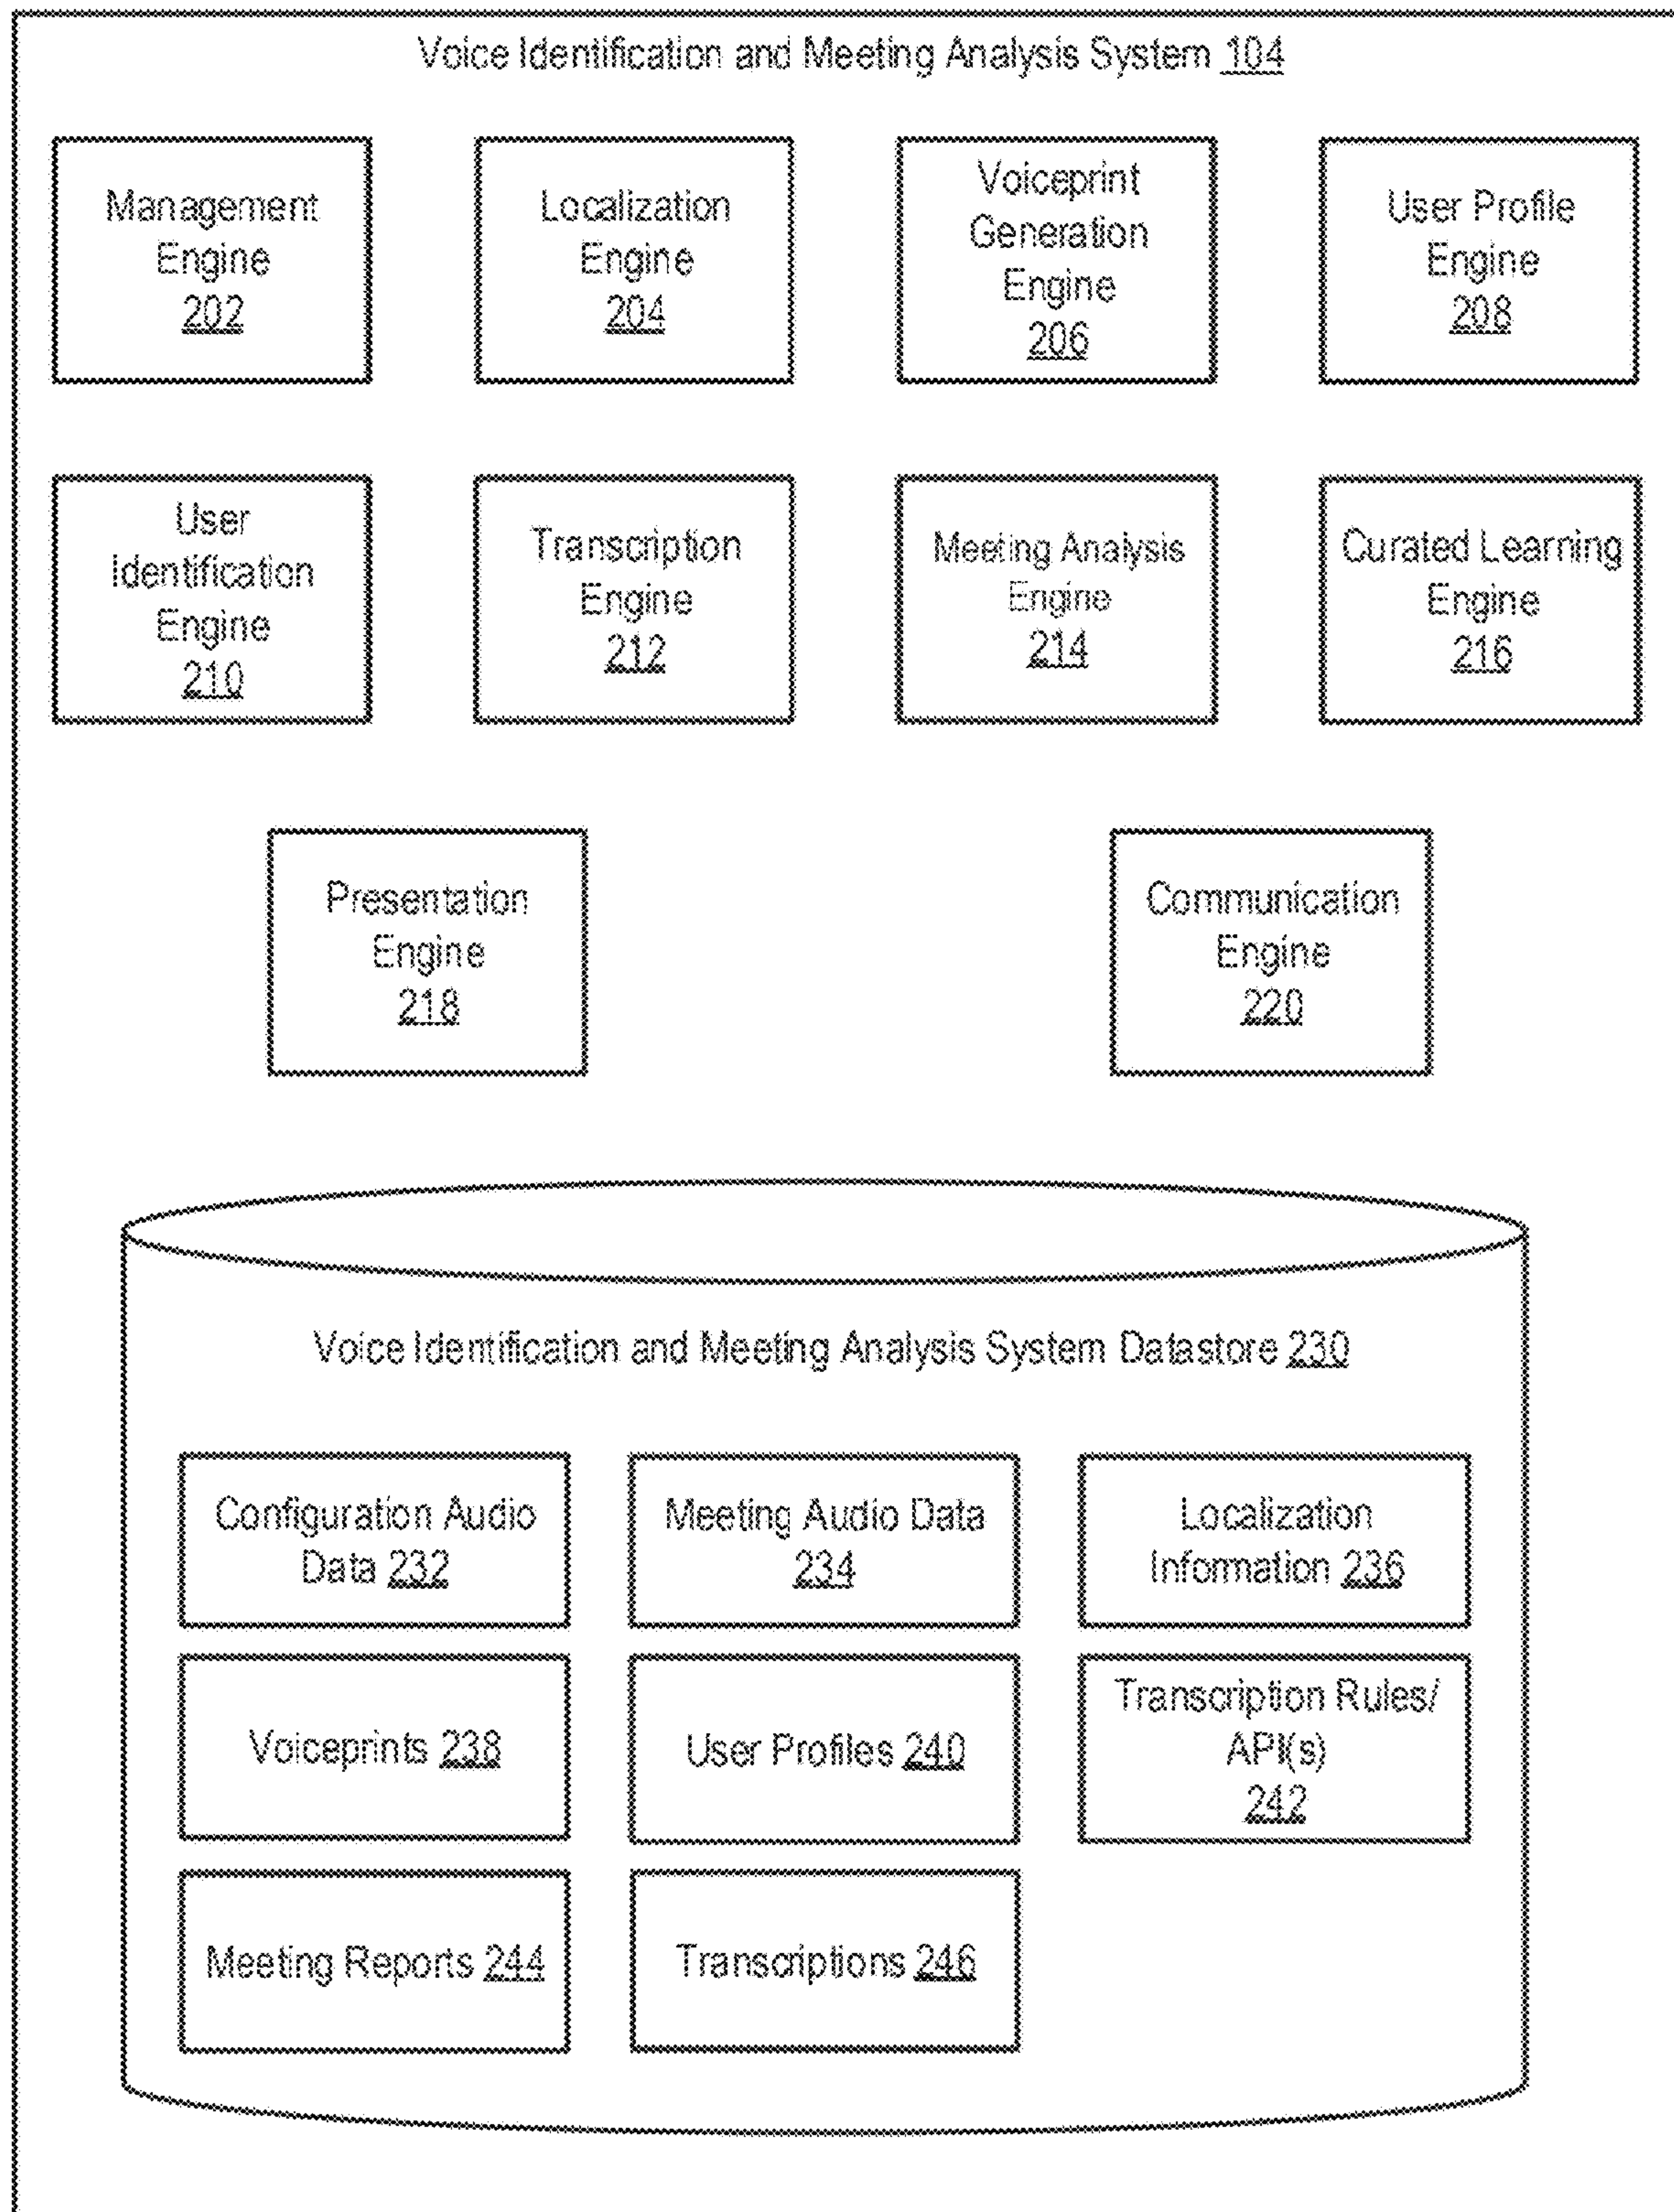 Voice Identification and Meeting Analysis System 104
Management
Engine
202
Localization
Engine
204
Voiceprint
Generation
Engine
206
User Profile
Engine
208
User
Identification
Engine
210
Transcription
Engine
212
Meeting Analysis
Engine
214
Curated Learning
Engine
216
Presentation
Engine
218
Communication
Engine
220
Voice Identification and Meeting Analysis System Datastore 230
Configuration Audio
Data 232
Meeting Audio Data
234
Localization
Information 236
Voiceprints 238
User Profiles 240
Transcription Rules/
API(s)
242
Meeting Reports 244
Transcriptions 246